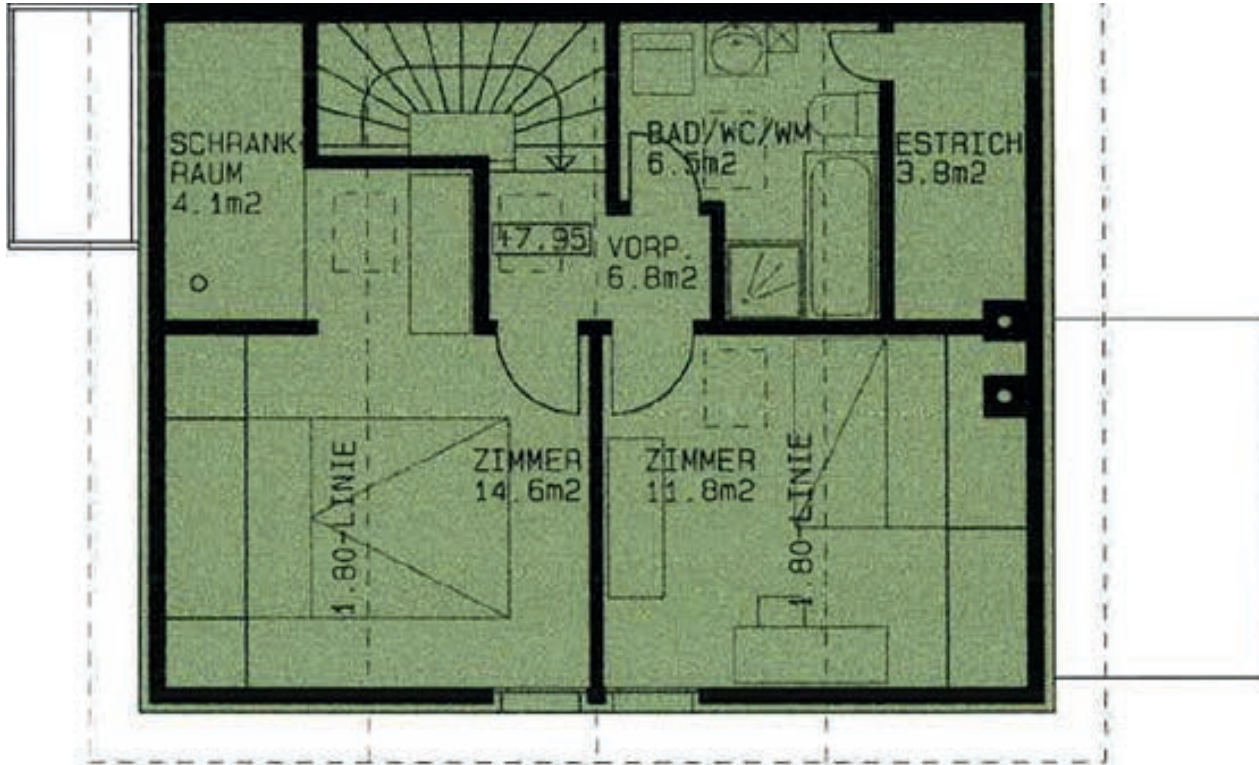 SCHRANK-
RAUM
4.1m2
BAD/WC/WM
6.5m2
ESTRICH
3.8m2
47.95
VORP.
6.8m2
ZIMMER
14.6m2
ZIMMER
11.8m2
1.80-LINIE
1.80-LINIE